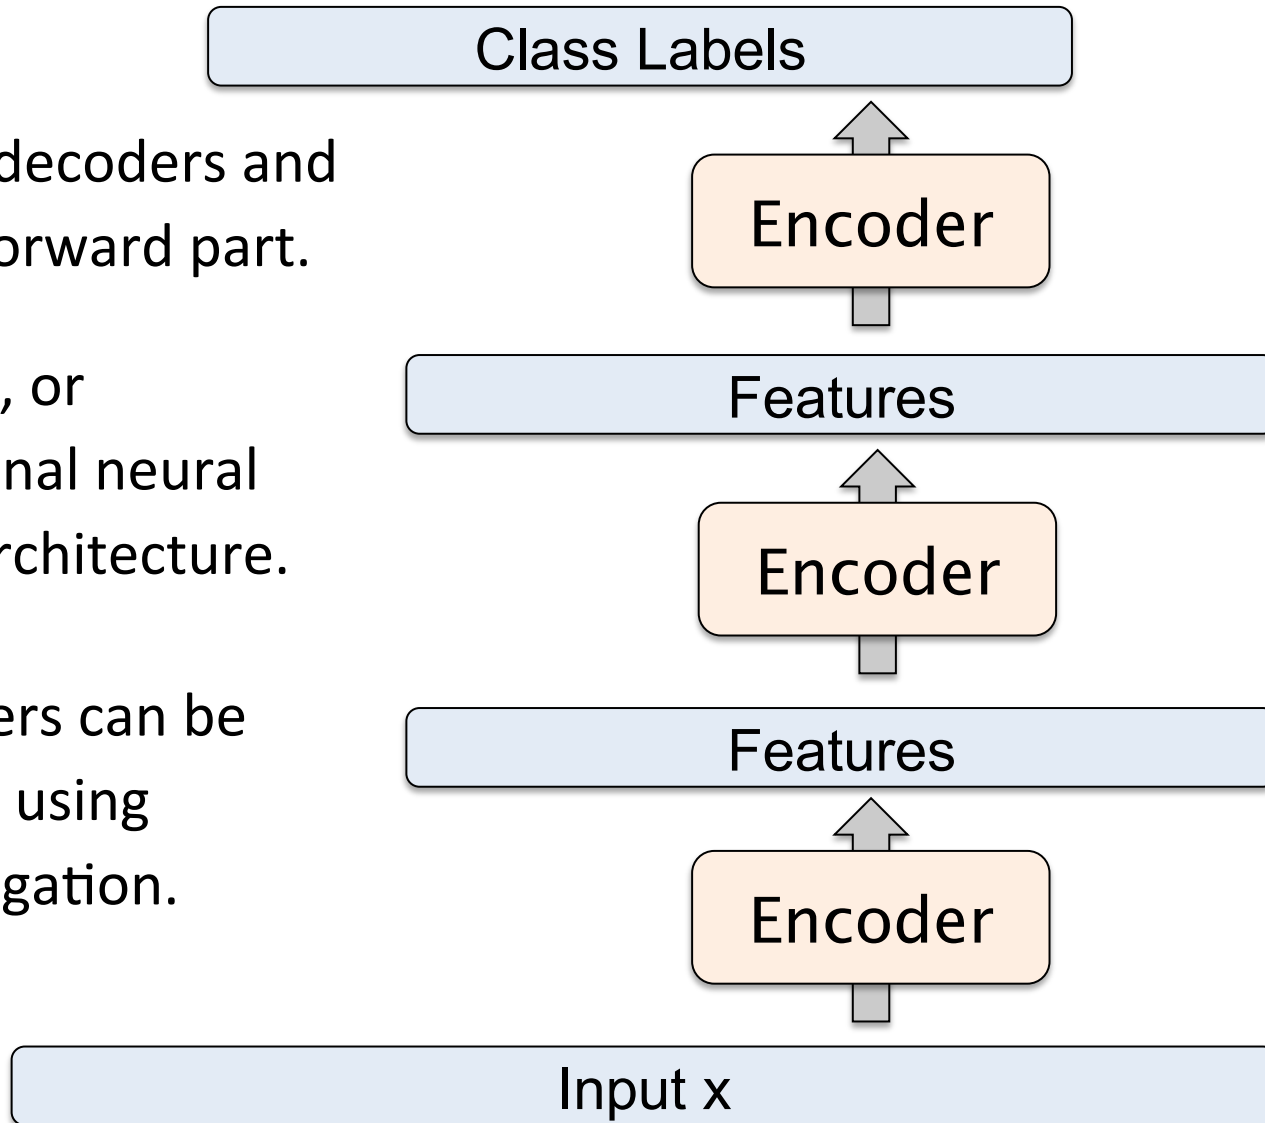 Class Labels
decoders and
orward part.
Encoder
, or
nal neural
rchitecture.
Features
Encoder
ers can be
using
gation.
Features
Encoder
Input x